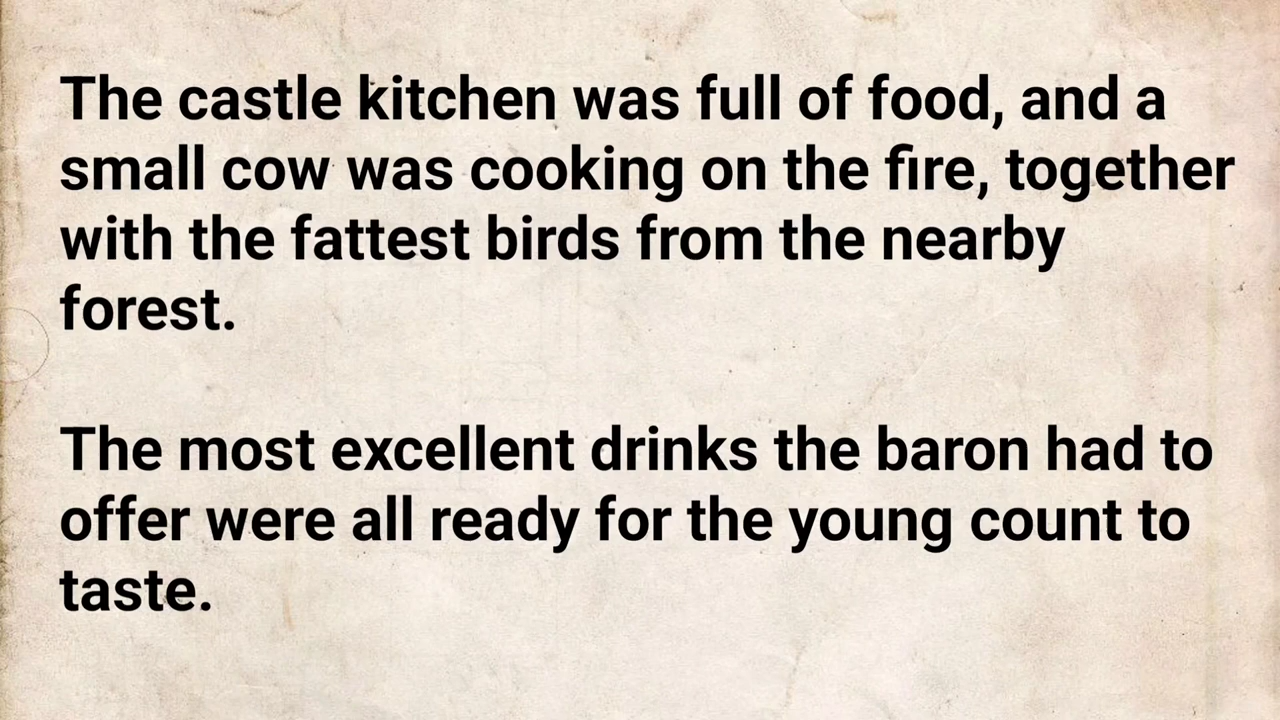 The castle kitchen was full of food, and a
small cow was cooking on the fire, together
with the fattest birds from the nearby
forest.
The most excellent drinks the baron had to
offer were all ready for the young count to
taste.